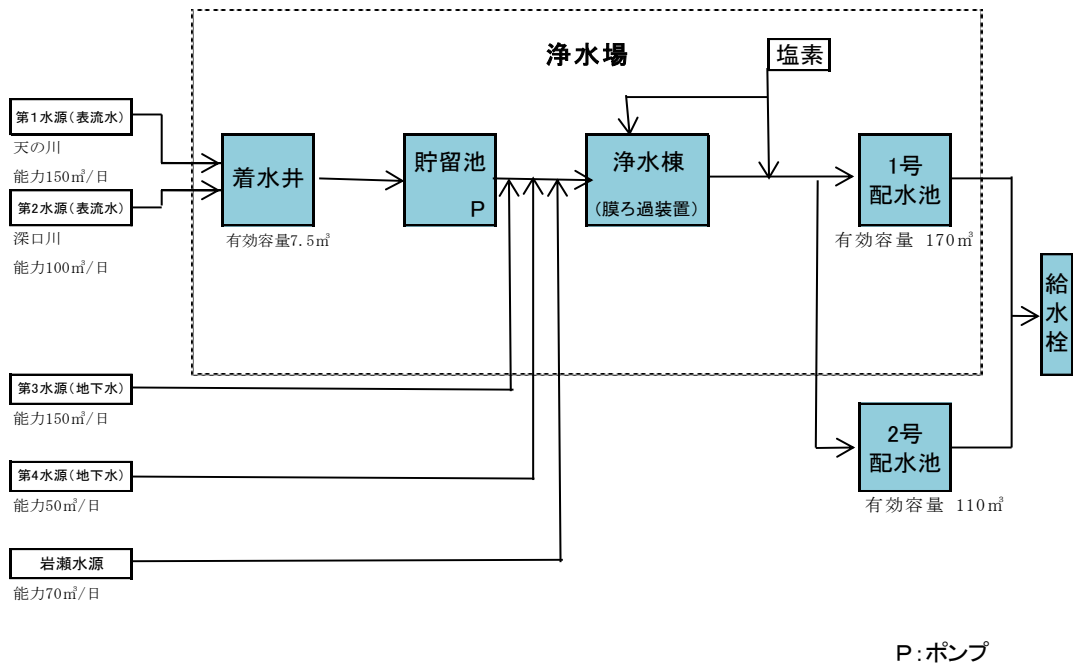 浄水場
塩素
第1水源(表流水)
天の川
能力150㎥/日
第2水源(表流水)
深口川
能力100㎥/日
着水井
有効容量7.5㎥
貯留池
P
浄水棟
(膜ろ過装置)
1号
配水池
有効容量 170㎥
給
水
栓
第3水源(地下水)
能力150㎥/日
第4水源(地下水)
能力50㎥/日
岩瀬水源
能力70㎥/日
2号
配水池
有効容量 110㎥
P:ポンプ